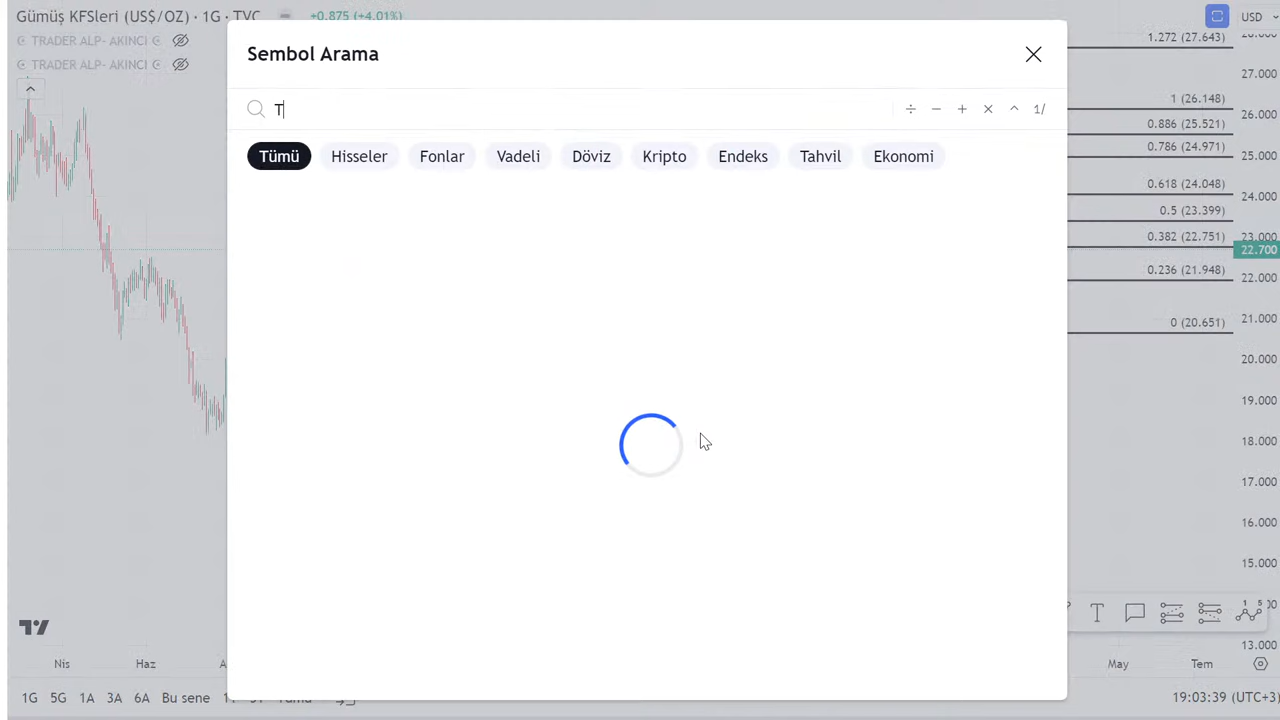 Gümüş KFSleri (US$/OZ) · 1G · TVC
+0.875 (+4.01%)
USD
TRADER ALP- AKINCI
TRADER ALP- AKINCI
Sembol Arama
T
÷ − + × ^ 1/
Tümü Hisseler Fonlar Vadeli Döviz Kripto Endeks Tahvil Ekonomi
1.272 (27.643)
27.000
1 (26.148)
26.000
0.886 (25.521)
25.000
0.786 (24.971)
0.618 (24.048)
24.000
0.5 (23.399)
23.000
0.382 (22.751)
22.700
0.236 (21.948)
22.000
21.000
0 (20.651)
20.000
19.000
18.000
17.000
16.000
15.000
13.000
Nis Haz May Tem
1G 5G 1A 3A 6A Bu sene
19:03:39 (UTC+3)